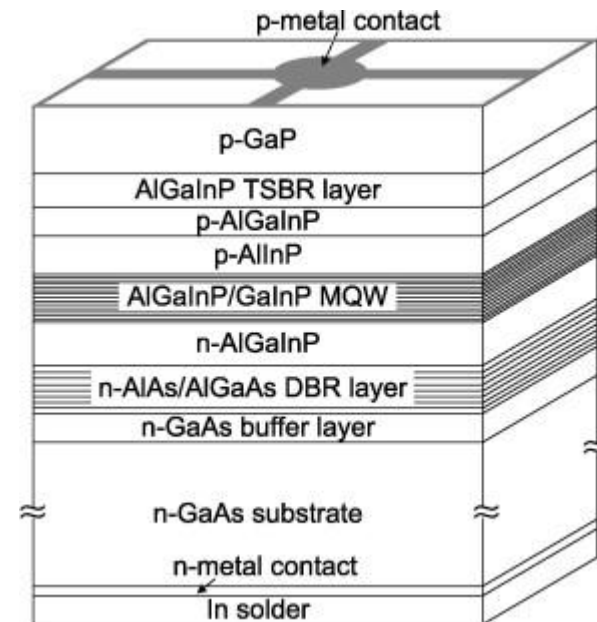 p-metal contact
p-GaP
AlGaInP TSBR layer
p-AlGaInP
p-AlInP
AlGaInP/GaInP MQW
n-AlGaInP
n-AlAs/AlGaAs DBR layer
n-GaAs buffer layer
n-GaAs substrate
n-metal contact
In solder